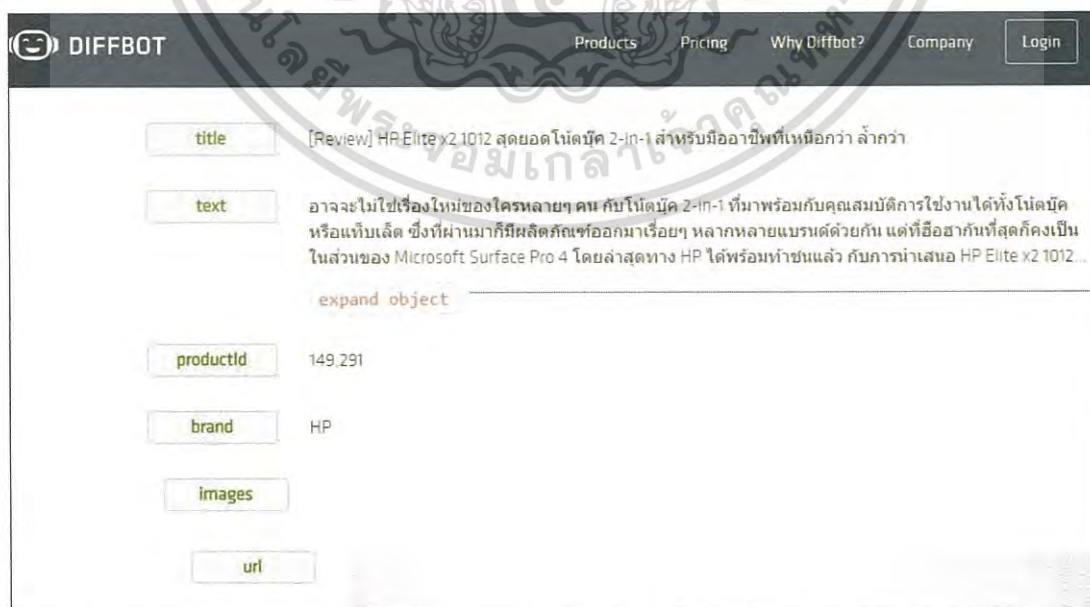 DIFFBOT Products Pricing Why Diffbot? Company Login
title [Review] HP Elite x2 1012 สุดยอดโน้ตบุ๊ค 2-in-1 สำหรับมืออาชีพที่เหนือกว่า ล้ำกว่า
text อาจจะไม่ใช่เรื่องใหม่ของใครหลายๆ คน กับโน้ตบุ๊ค 2-in-1 ที่มาพร้อมกับคุณสมบัติการใช้งานได้ทั้งโน้ตบุ๊ค
หรือแท็บเล็ต ซึ่งที่ผ่านมาก็มีผลิตภัณฑ์ออกมาเรื่อยๆ หลากหลายแบรนด์ด้วยกัน แต่ที่ฮือฮากันที่สุดก็คงเป็น
ในส่วนของ Microsoft Surface Pro 4 โดยล่าสุดทาง HP ได้พร้อมทำชนแล้ว กับการนำเสนอ HP Elite x2 1012...
expand object
productId 149,291
brand HP
images
url